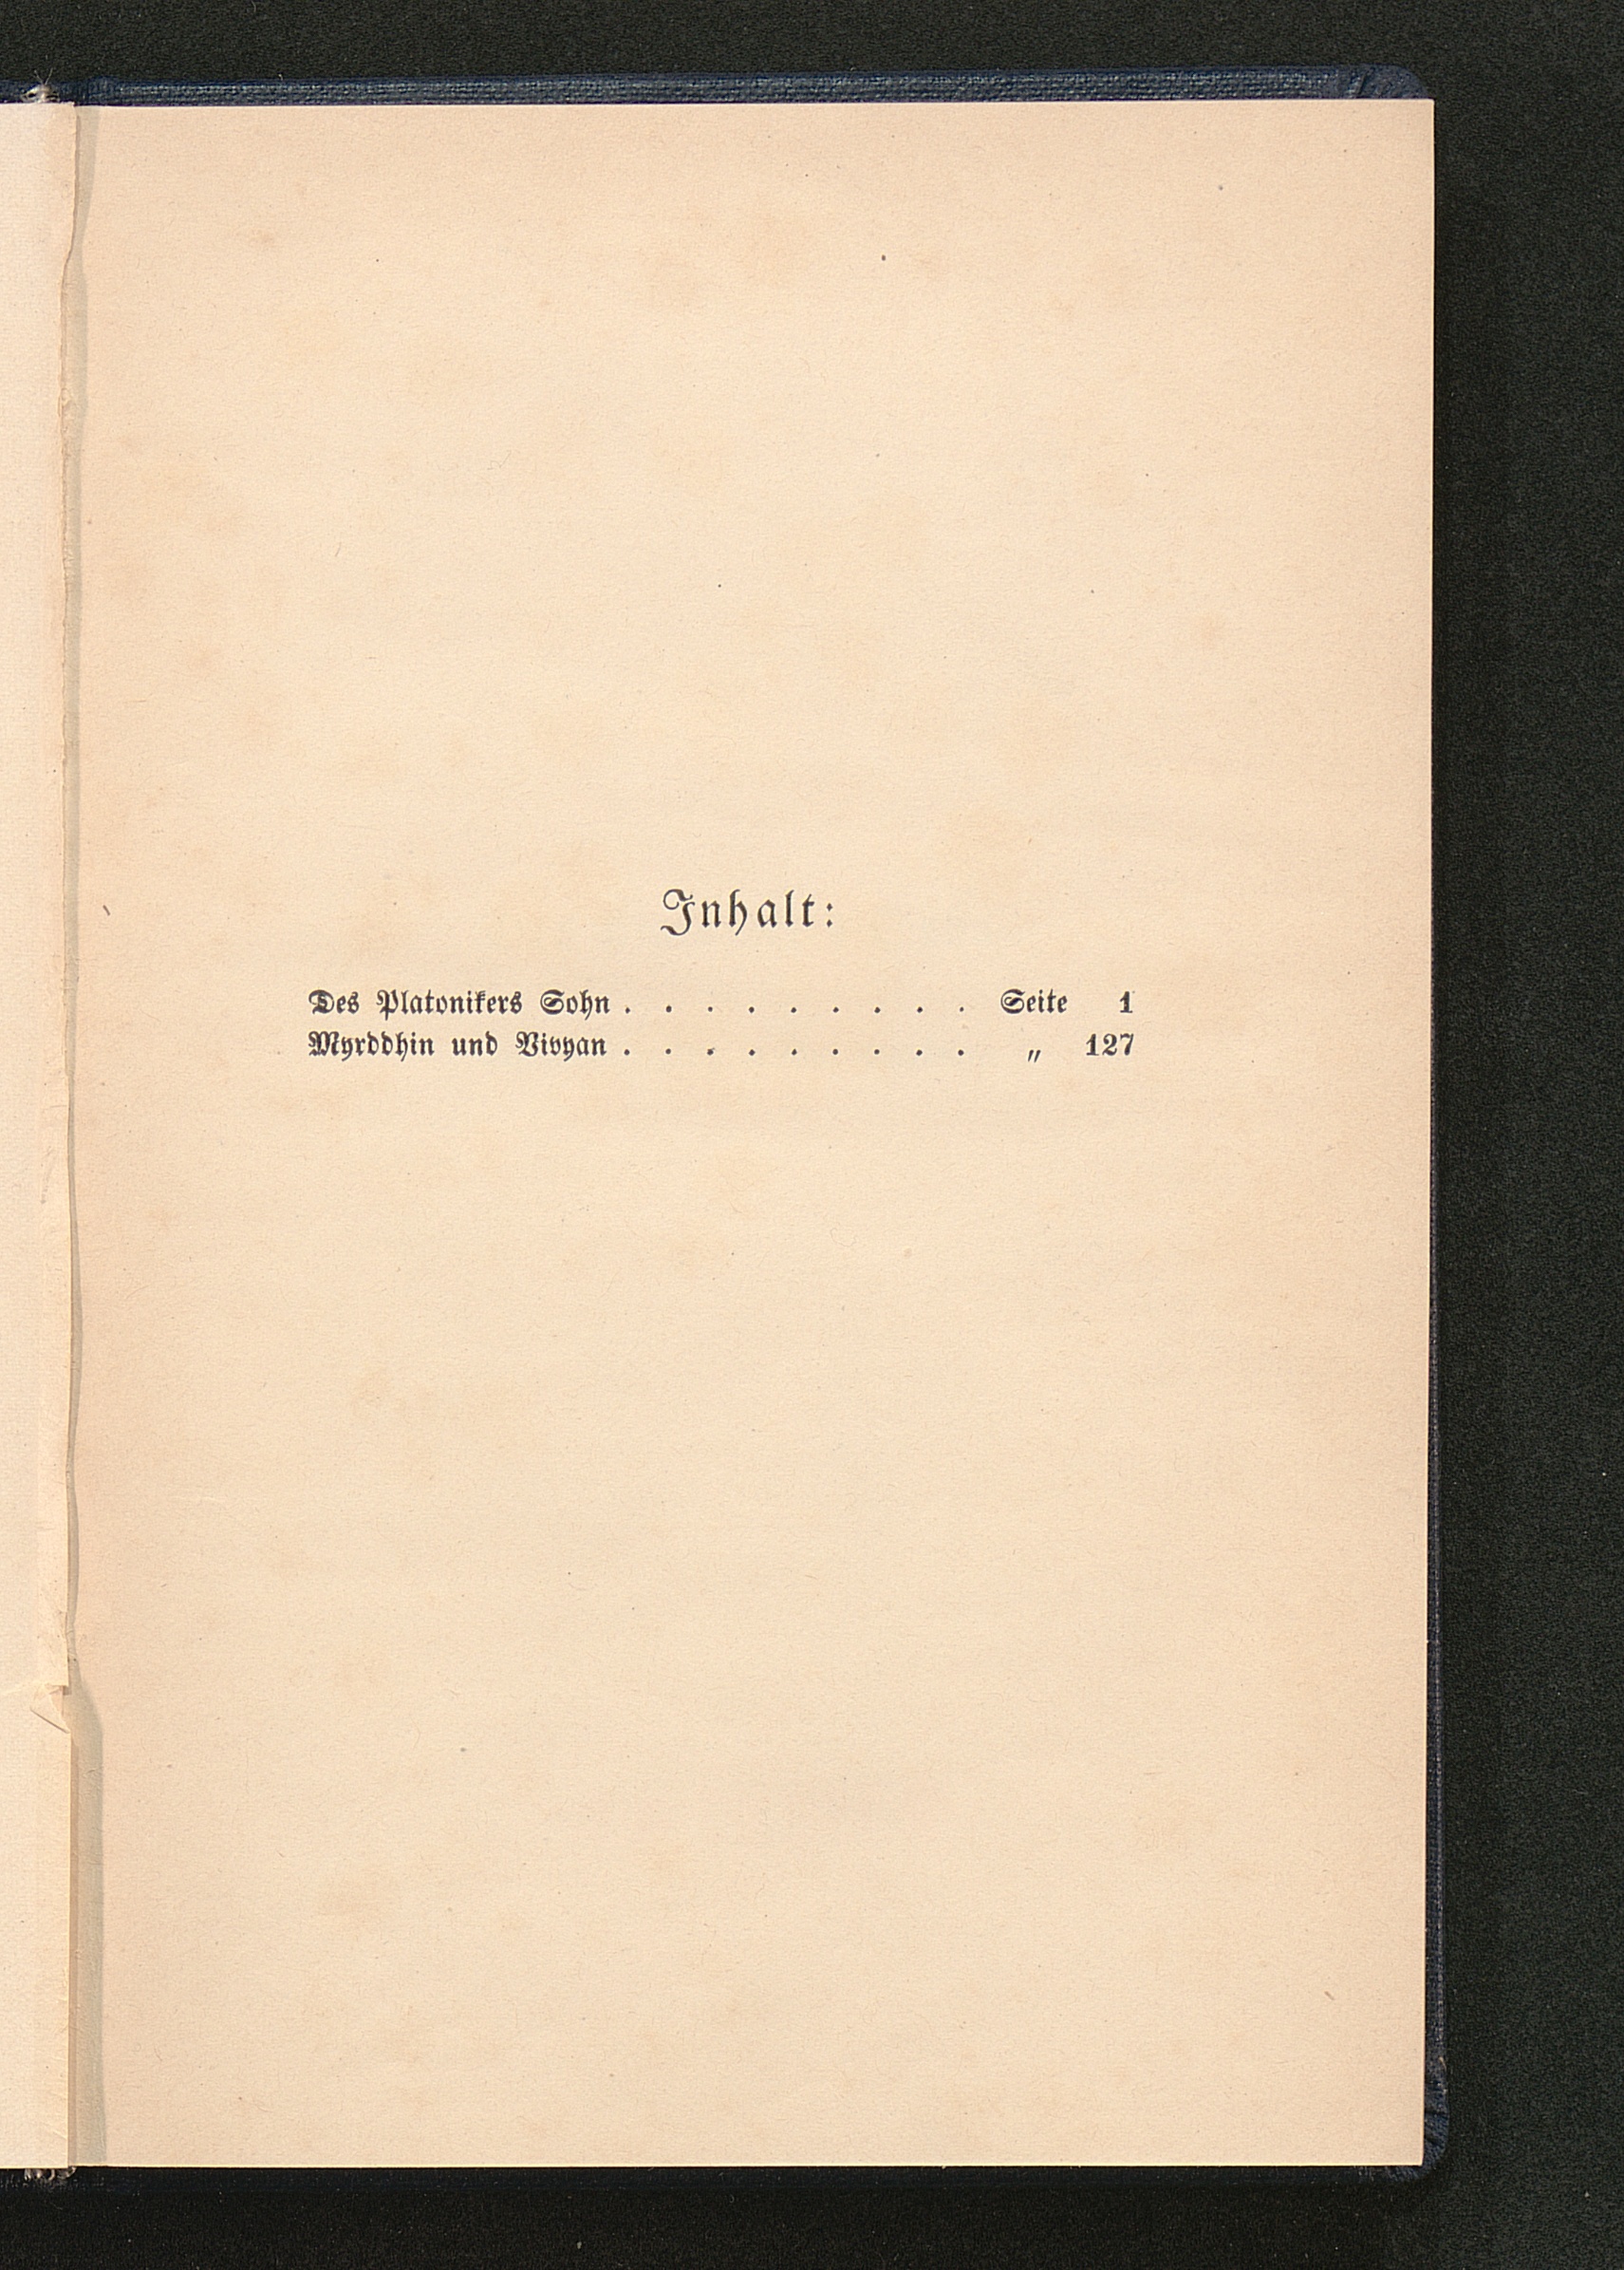 Inhalt:
Des Platonikers Sohn . . . . . . . . . Seite 1
Myrddhin und Vivyan . . . . . . . . . „ 127